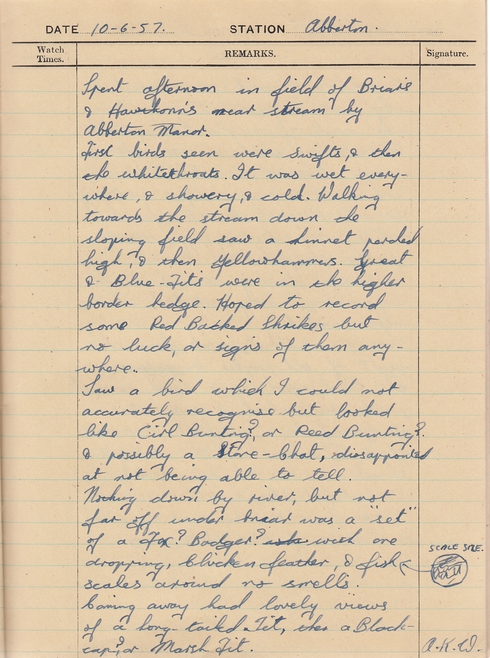 DATE 10-6-57. STATION Abberton.
Watch Times. REMARKS. Signature.
Spent afternoon in field of Briars
& Hawthorns near stream by
Abberton Manor.
First birds seen were Swifts, & then
the whitethroats. It was wet every-
where, & showery, & cold. Walking
towards the stream down the
sloping field saw a Linnet perched
high, & then Yellowhammers. Great
& Blue-Tits were in the higher
border hedge. Hoped to record
some Red Backed Shrikes but
no luck, or signs of them any-
where.
Saw a bird which I could not
accurately recognise but looked
like Cirl Bunting? or Reed Bunting?
& possibly a Stone-Chat, disappointed
at not being able to tell.
Nothing down by river, but not
far off under briar was a "set"
of a Fox? Badger? with one
dropping, Chicken feather, & fish
scales around no smells.
SCALE SIZE.
Coming away had lovely views
of a Long-tailed-Tit, then a Black-
cap? or Marsh Tit.
A.K.W.